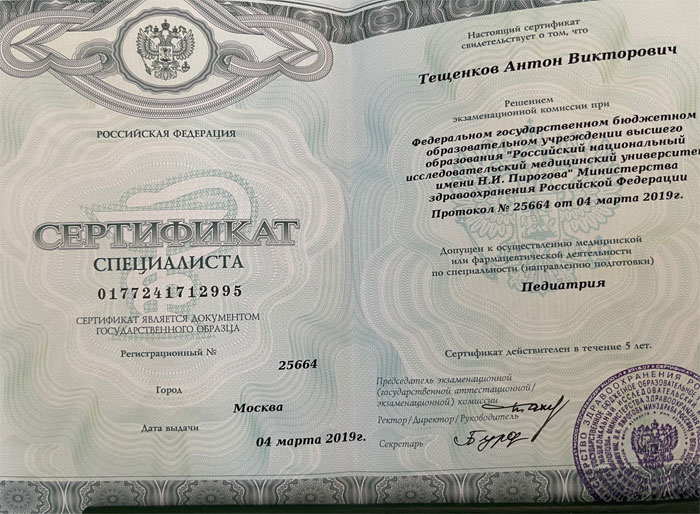 РОССИЙСКАЯ ФЕДЕРАЦИЯ
СЕРТИФИКАТ
СПЕЦИАЛИСТА
0177241712995
СЕРТИФИКАТ ЯВЛЯЕТСЯ ДОКУМЕНТОМ
ГОСУДАРСТВЕННОГО ОБРАЗЦА
Регистрационный №
25664
Город
Москва
Дата выдачи
04 марта 2019г.
Настоящий сертификат
свидетельствует о том, что
Тещенков Антон Викторович
Решением
экзаменационной комиссии при
Федеральном государственном бюджетном
образовательном учреждении высшего
образования "Российский национальный
исследовательский медицинский университет
имени Н.И. Пирогова" Министерства
здравоохранения Российской Федерации
Протокол № 25664 от 04 марта 2019г.
Допущен к осуществлению медицинской
или фармацевтической деятельности
по специальности (направлению подготовки)
Педиатрия
Сертификат действителен в течение 5 лет.
Председатель экзаменационной
(государственной аттестационной/
экзаменационной) комиссии
Ректор/Директор/Руководитель
Секретарь
ЗДРАВООХРАНЕНИЯ